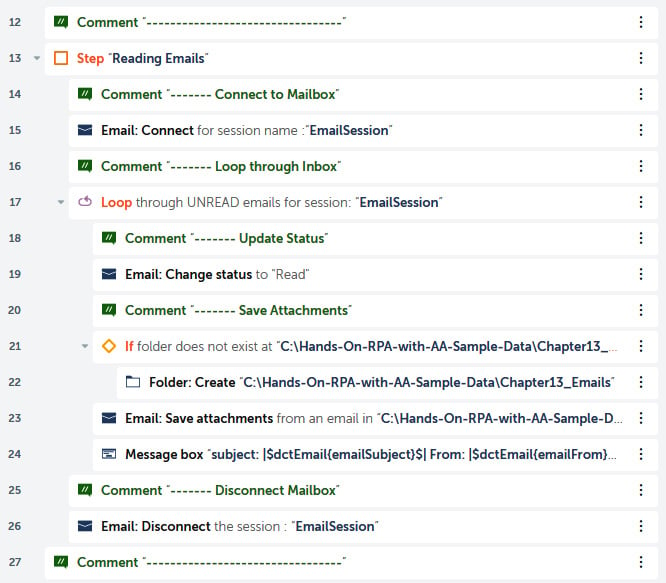 12 Comment "---------------------------------"
13 Step "Reading Emails"
14 Comment "------- Connect to Mailbox"
15 Email: Connect for session name :"EmailSession"
16 Comment "------- Loop through Inbox"
17 Loop through UNREAD emails for session: "EmailSession"
18 Comment "------- Update Status"
19 Email: Change status to "Read"
20 Comment "------- Save Attachments"
21 If folder does not exist at "C:\Hands-On-RPA-with-AA-Sample-Data\Chapter13_...
22 Folder: Create "C:\Hands-On-RPA-with-AA-Sample-Data\Chapter13_Emails"
23 Email: Save attachments from an email in "C:\Hands-On-RPA-with-AA-Sample-D...
24 Message box "subject: |$dctEmail{emailSubject}$| From: |$dctEmail{emailFrom}...
25 Comment "------- Disconnect Mailbox"
26 Email: Disconnect the session : "EmailSession"
27 Comment "---------------------------------"